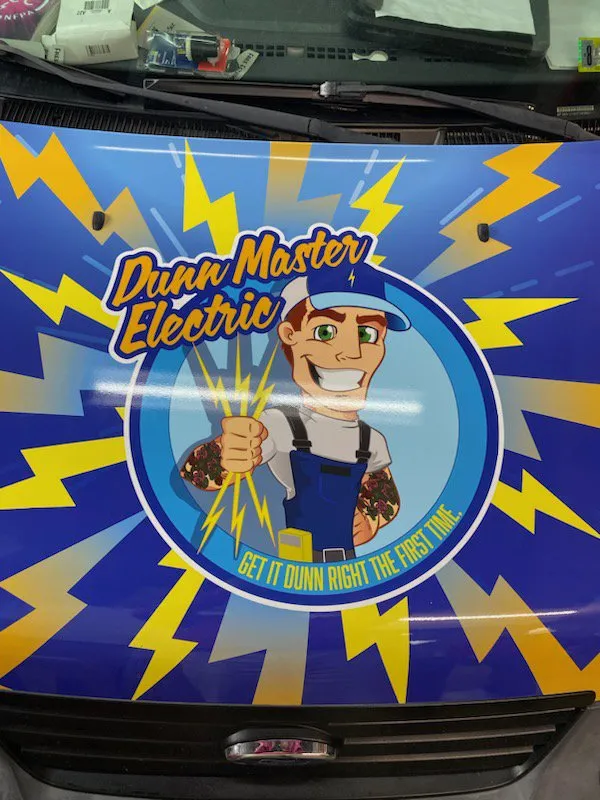 Dunn Master
Electric
GET IT DUNN RIGHT THE FIRST TIME.